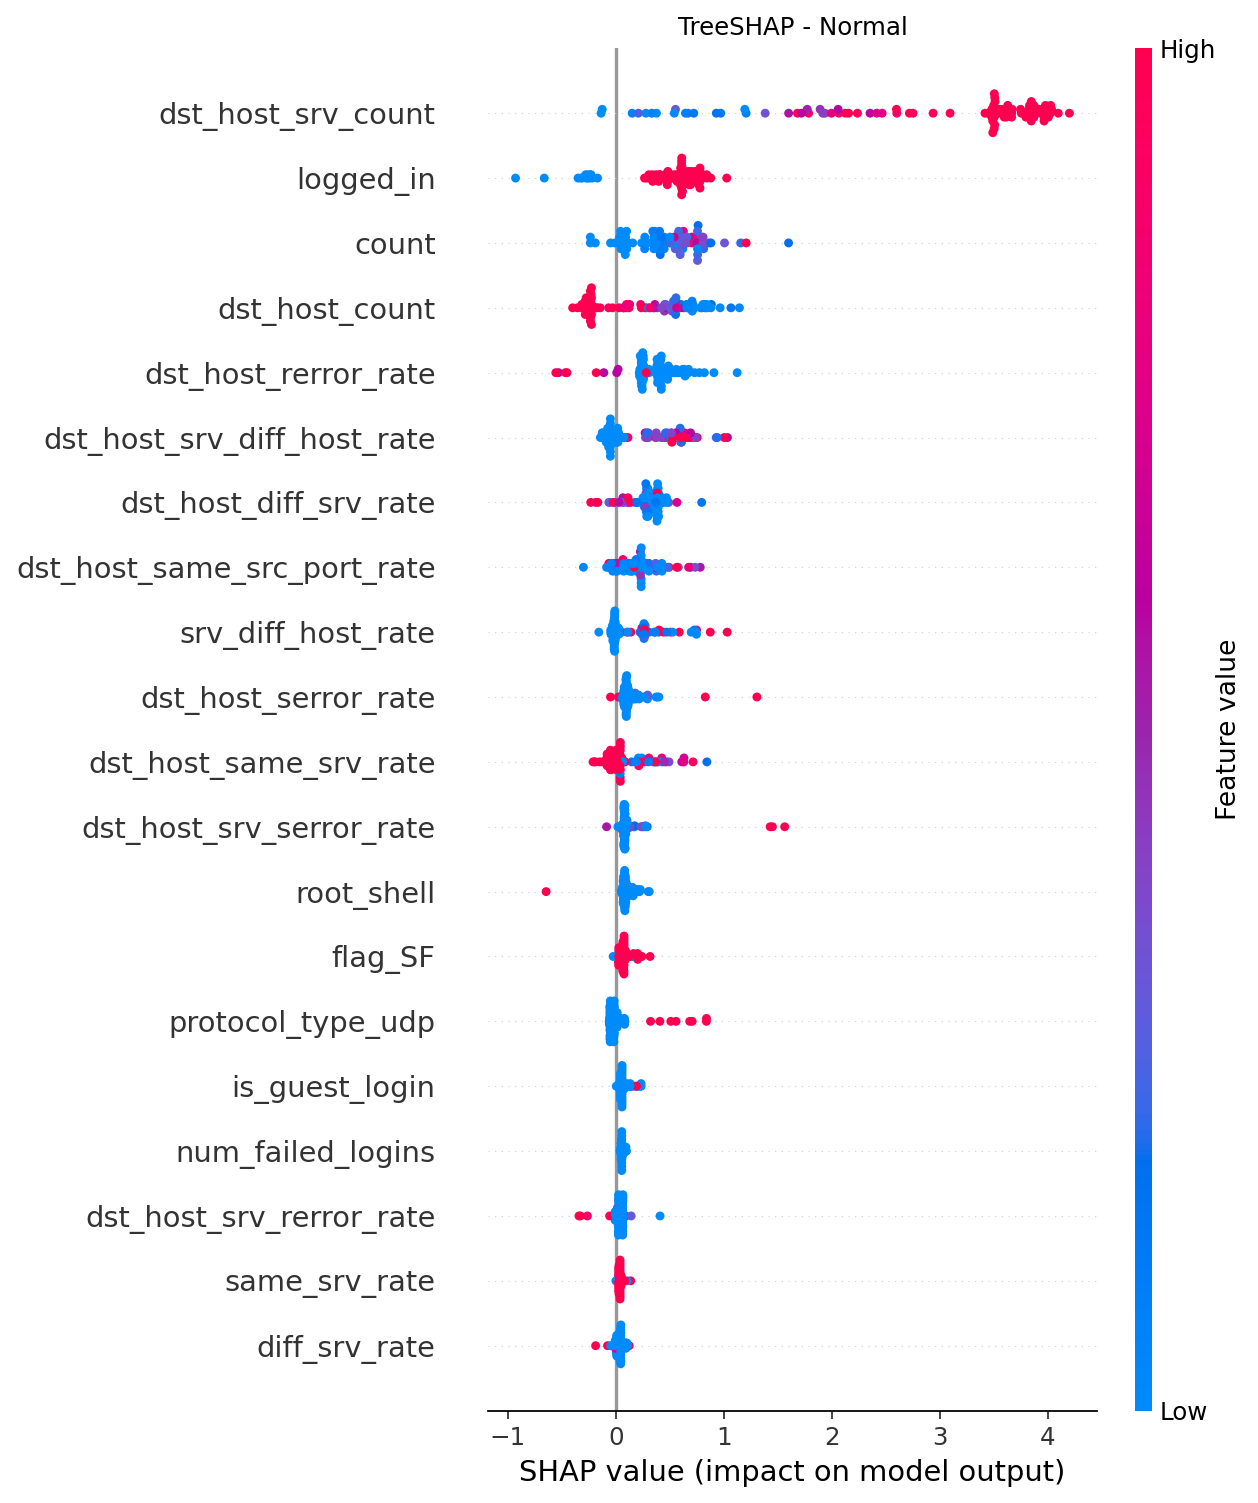 TreeSHAP - Normal
High
dst_host_srv_count
logged_in
count
dst_host_count
dst_host_rerror_rate
dst_host_srv_diff_host_rate
dst_host_diff_srv_rate
dst_host_same_src_port_rate
srv_diff_host_rate
dst_host_serror_rate
dst_host_same_srv_rate
dst_host_srv_serror_rate
root_shell
flag_SF
protocol_type_udp
is_guest_login
num_failed_logins
dst_host_srv_rerror_rate
same_srv_rate
diff_srv_rate
Feature value
Low
−1 0 1 2 3 4
SHAP value (impact on model output)